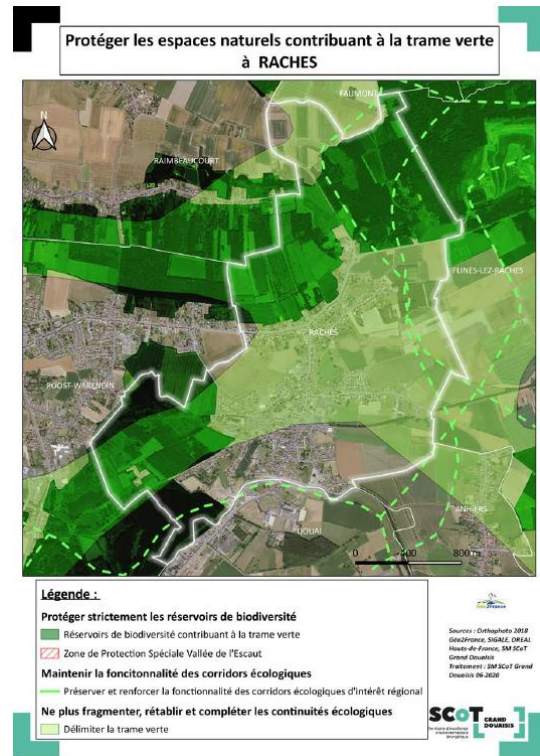 Protéger les espaces naturels contribuant à la trame verte
à RACHES
N
FAUMONT
RAIMBEAUCOURT
FLINES-LEZ-RACHES
RACHES
ROOST-WARENDIN
ANHIERS
DOUAI
0 400 800 m
Légende :
Protéger strictement les réservoirs de biodiversité
Réservoirs de biodiversité contribuant à la trame verte
Zone de Protection Spéciale Vallée de l'Escaut
Maintenir la foncitonnalité des corridors écologiques
Préserver et renforcer la fonctionnalité des corridors écologiques d'intérêt régional
Ne plus fragmenter, rétablir et compléter les continuités écologiques
Délimiter la trame verte
Géo2France
Sources : Orthophoto 2018
Géo2France, SIGALE, DREAL
Hauts-de-France, SM SCoT
Grand Douaisis
Traitement : SM SCoT Grand
Douaisis 06-2020
SCoT GRAND
DOUAISIS